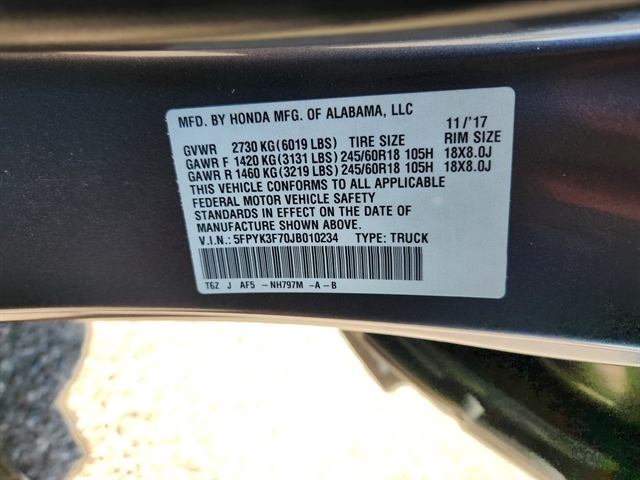 MFD. BY HONDA MFG. OF ALABAMA, LLC 11/'17
GVWR 2730 KG(6019 LBS) TIRE SIZE RIM SIZE
GAWR F 1420 KG(3131 LBS) 245/60R18 105H 18X8.0J
GAWR R 1460 KG(3219 LBS) 245/60R18 105H 18X8.0J
THIS VEHICLE CONFORMS TO ALL APPLICABLE
FEDERAL MOTOR VEHICLE SAFETY
STANDARDS IN EFFECT ON THE DATE OF
MANUFACTURE SHOWN ABOVE.
V.I.N.: 5FPYK3F70JB010234 TYPE: TRUCK
T6Z J AF5 -NH797M -A-B